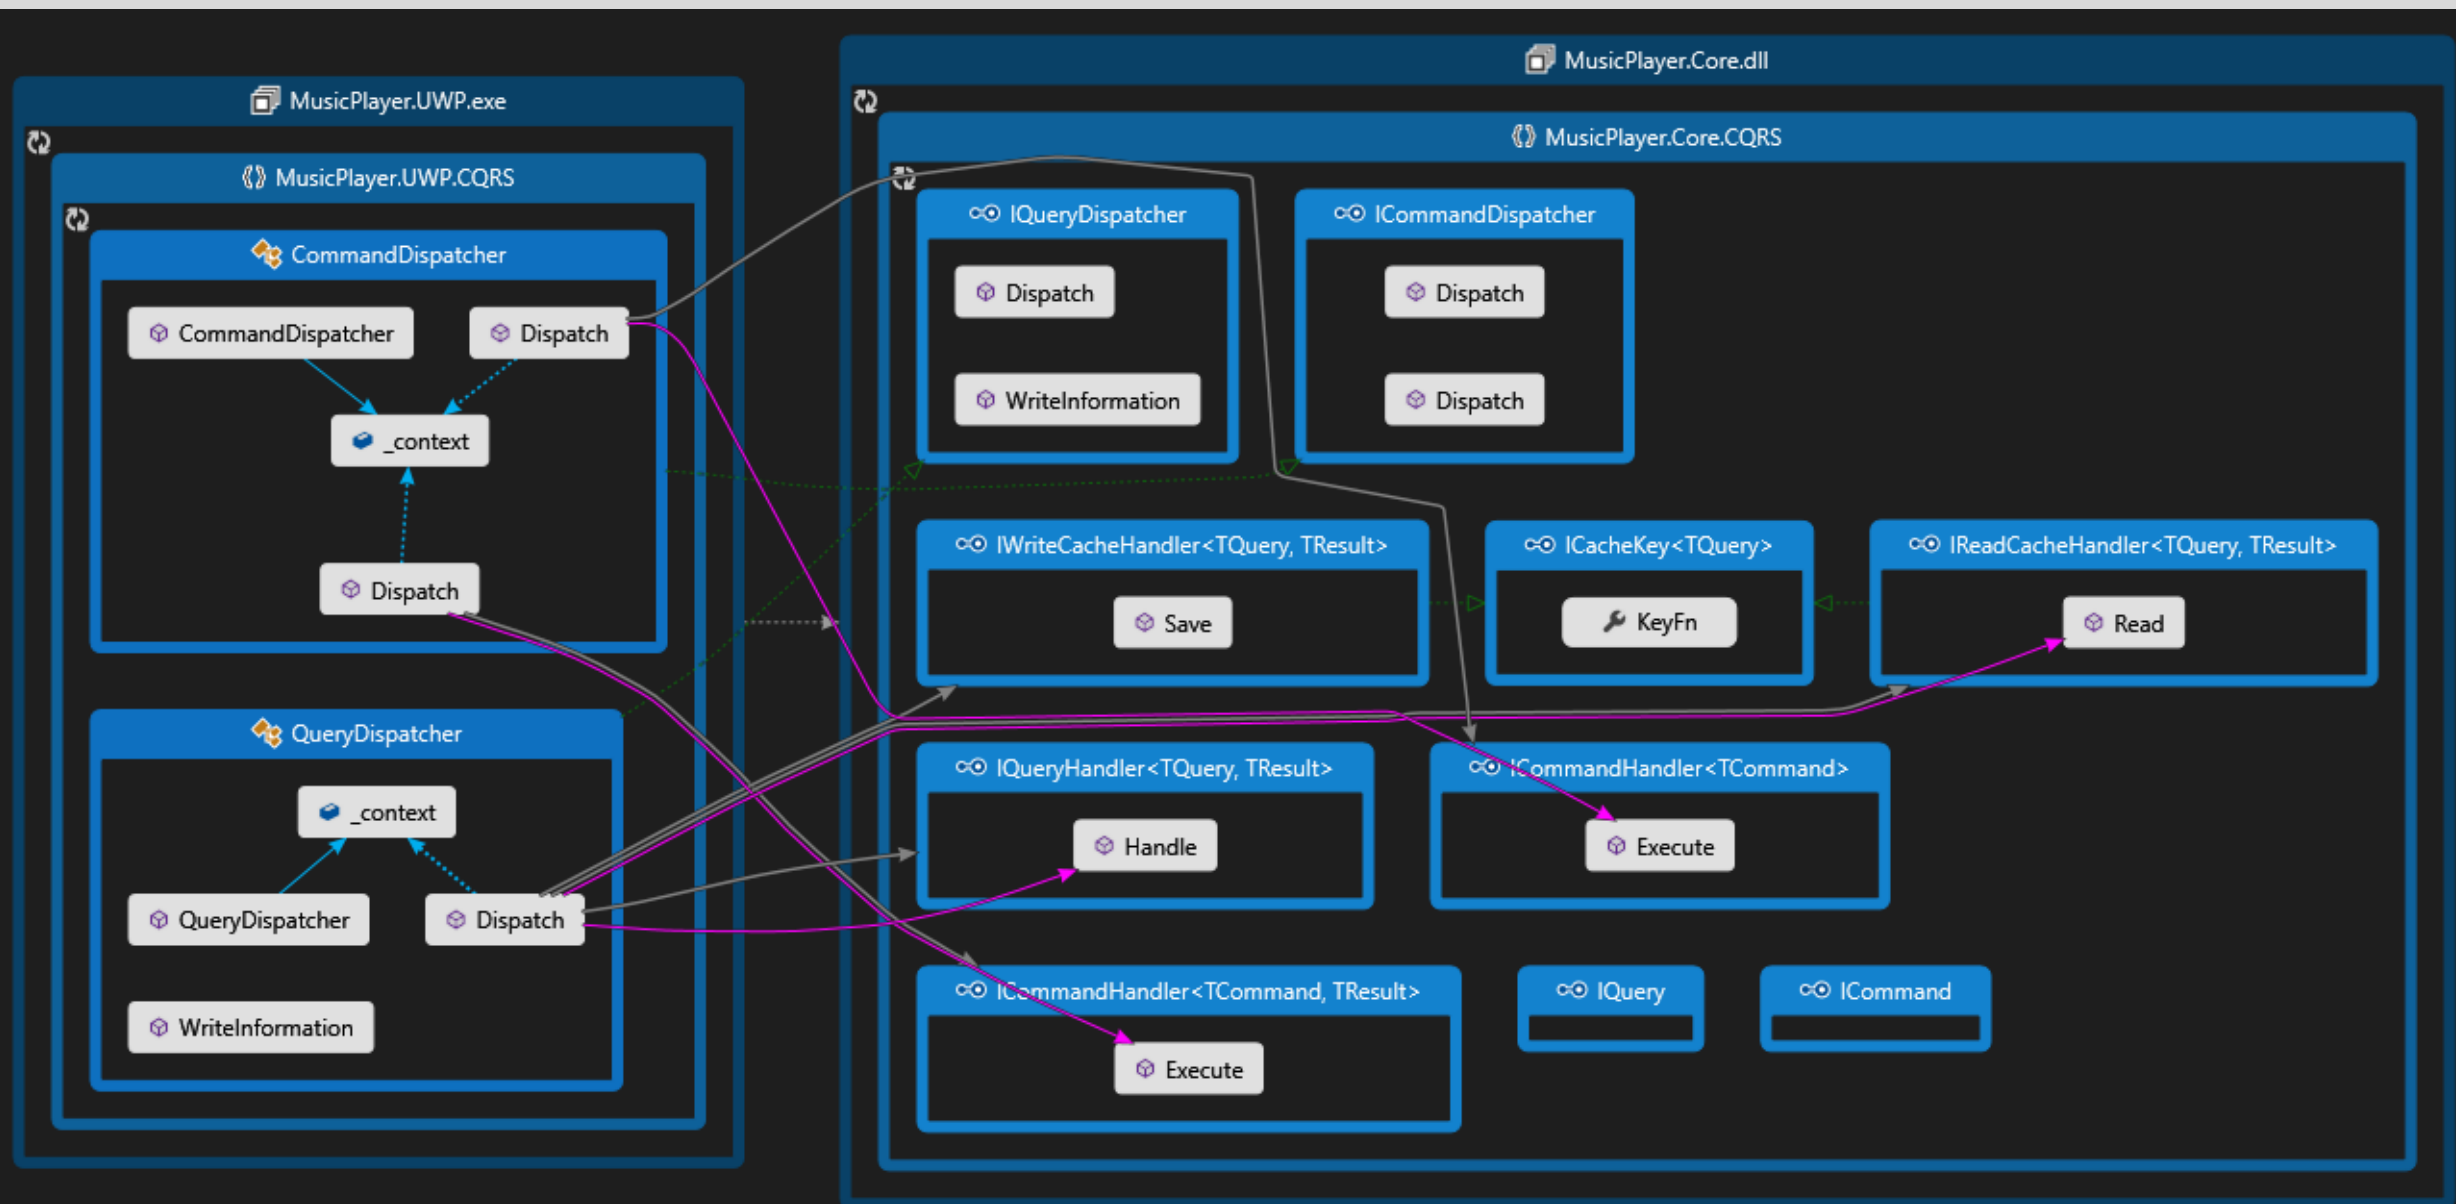 MusicPlayer.UWP.exe
MusicPlayer.UWP.CQRS
CommandDispatcher
CommandDispatcher
Dispatch
_context
Dispatch
QueryDispatcher
_context
QueryDispatcher
Dispatch
WriteInformation
MusicPlayer.Core.dll
MusicPlayer.Core.CQRS
IQueryDispatcher
Dispatch
WriteInformation
ICommandDispatcher
Dispatch
Dispatch
IWriteCacheHandler<TQuery, TResult>
Save
ICacheKey<TQuery>
KeyFn
IReadCacheHandler<TQuery, TResult>
Read
IQueryHandler<TQuery, TResult>
Handle
ICommandHandler<TCommand>
Execute
ICommandHandler<TCommand, TResult>
Execute
IQuery
ICommand